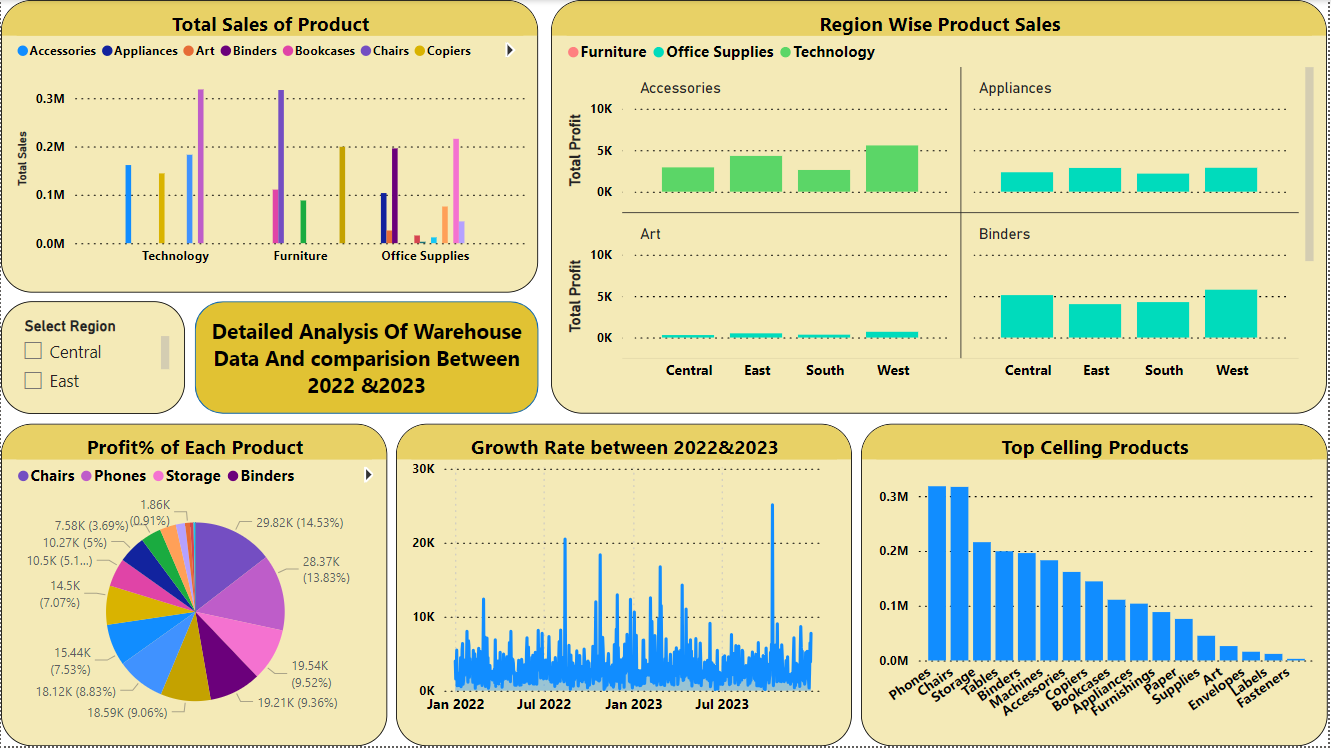 Total Sales of Product
Accessories Appliances Art Binders Bookcases Chairs Copiers
Total Sales
0.3M
0.2M
0.1M
0.0M
Technology Furniture Office Supplies
Region Wise Product Sales
Furniture Office Supplies Technology
Accessories Appliances
Total Profit
10K
5K
0K
Art Binders
Total Profit
10K
5K
0K
Central East South West Central East South West
Select Region
Central
East
Detailed Analysis Of Warehouse
Data And comparision Between
2022 &2023
Profit% of Each Product
Chairs Phones Storage Binders
29.82K (14.53%)
28.37K
(13.83%)
19.54K
(9.52%)
19.21K (9.36%)
18.59K (9.06%)
18.12K (8.83%)
15.44K
(7.53%)
14.5K
(7.07%)
10.5K (5.1...)
10.27K (5%)
7.58K (3.69%)
1.86K
(0.91%)
Growth Rate between 2022&2023
30K
20K
10K
0K
Jan 2022 Jul 2022 Jan 2023 Jul 2023
Top Celling Products
0.3M
0.2M
0.1M
0.0M
Phones
Chairs
Storage
Tables
Binders
Machines
Accessories
Copiers
Bookcases
Appliances
Furnishings
Paper
Supplies
Art
Envelopes
Labels
Fasteners